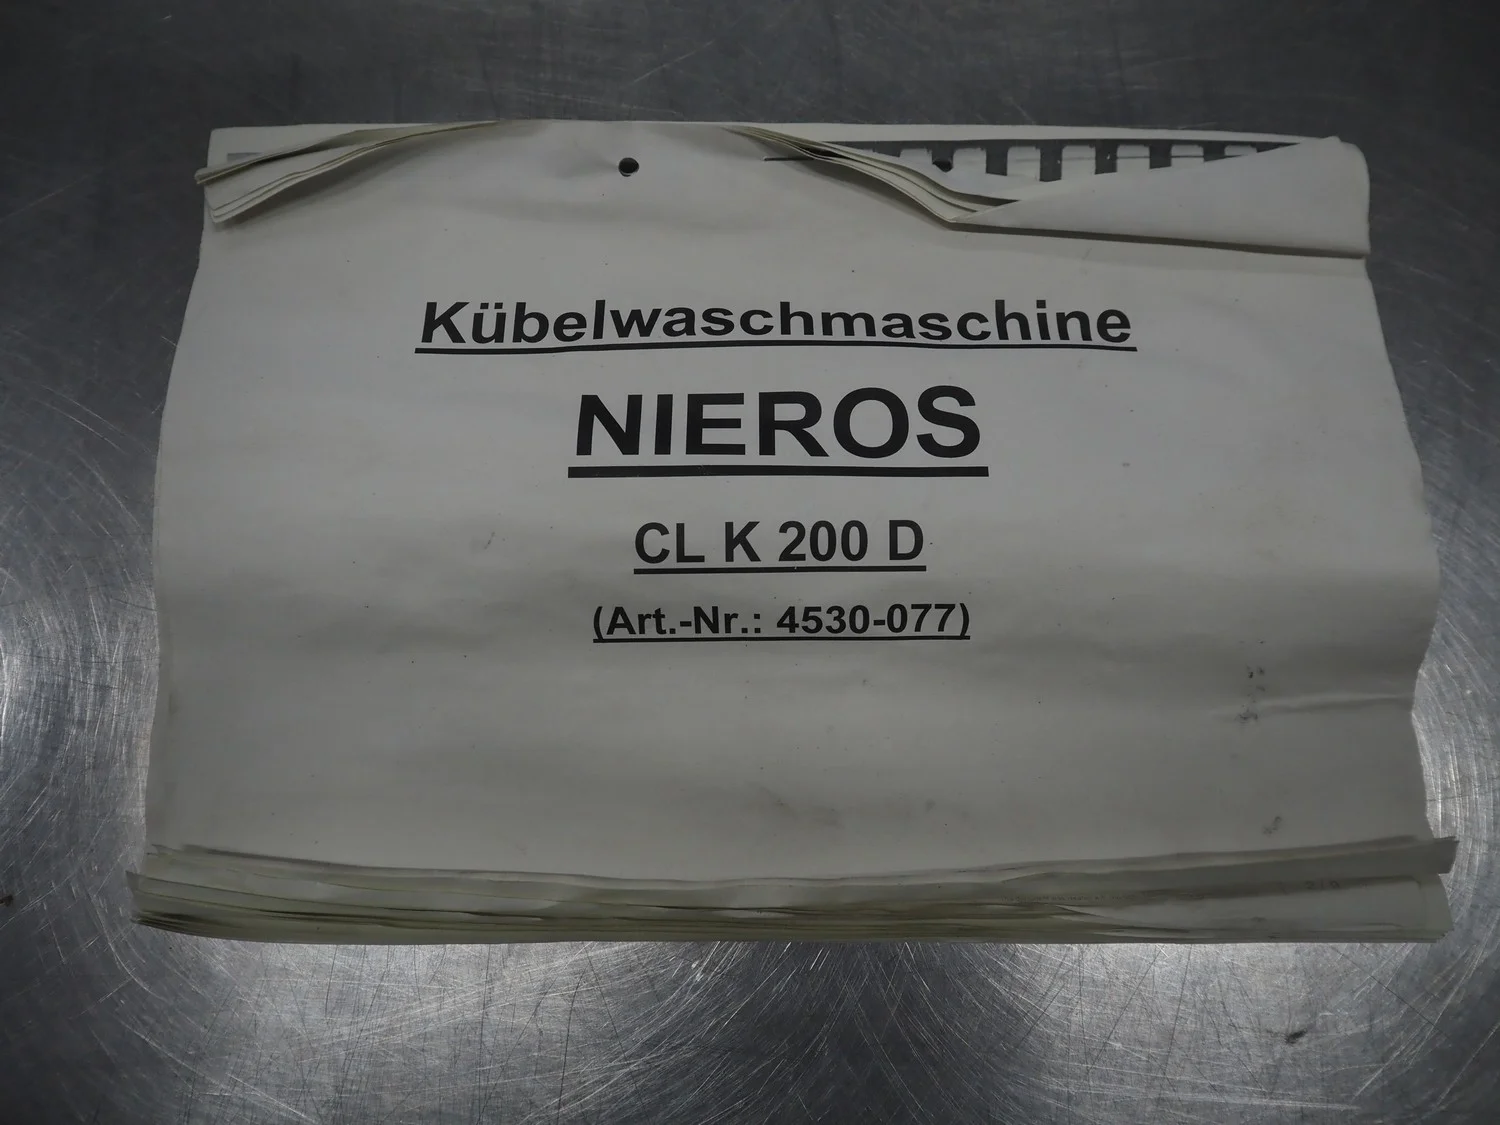 Kübelwaschmaschine
NIEROS
CL K 200 D
(Art.-Nr.: 4530-077)